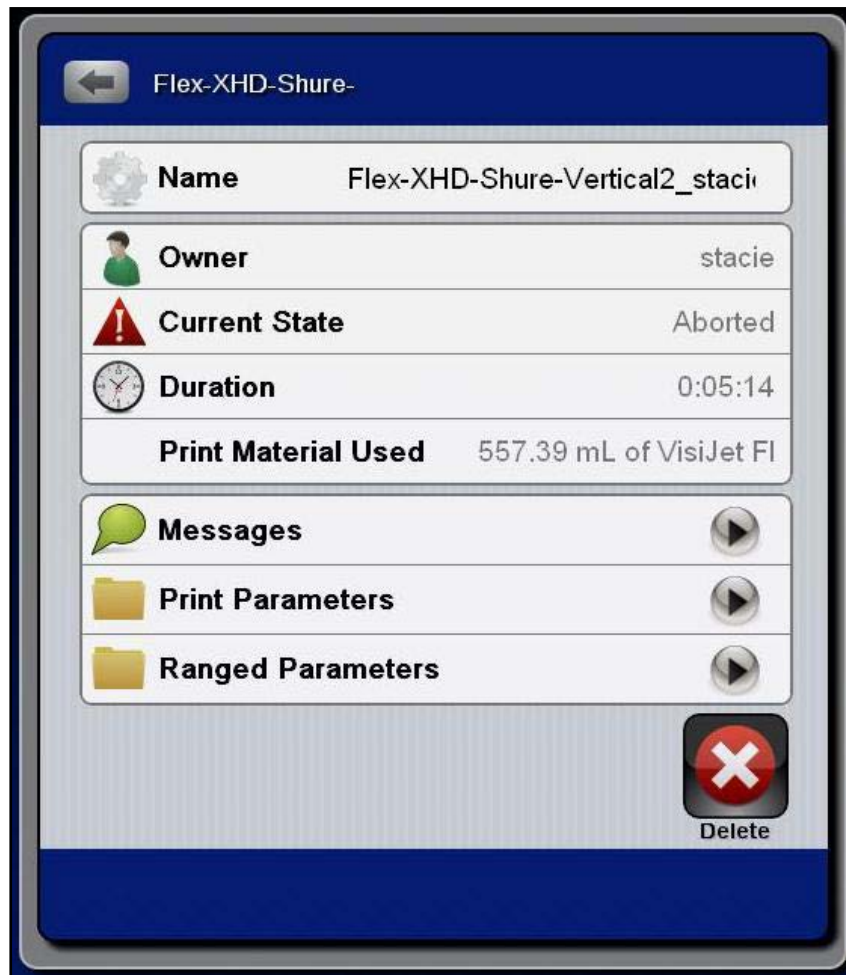 Flex-XHD-Shure-
Name Flex-XHD-Shure-Vertical2_staci
Owner stacie
Current State Aborted
Duration 0:05:14
Print Material Used 557.39 mL of VisiJet Fl
Messages
Print Parameters
Ranged Parameters
Delete